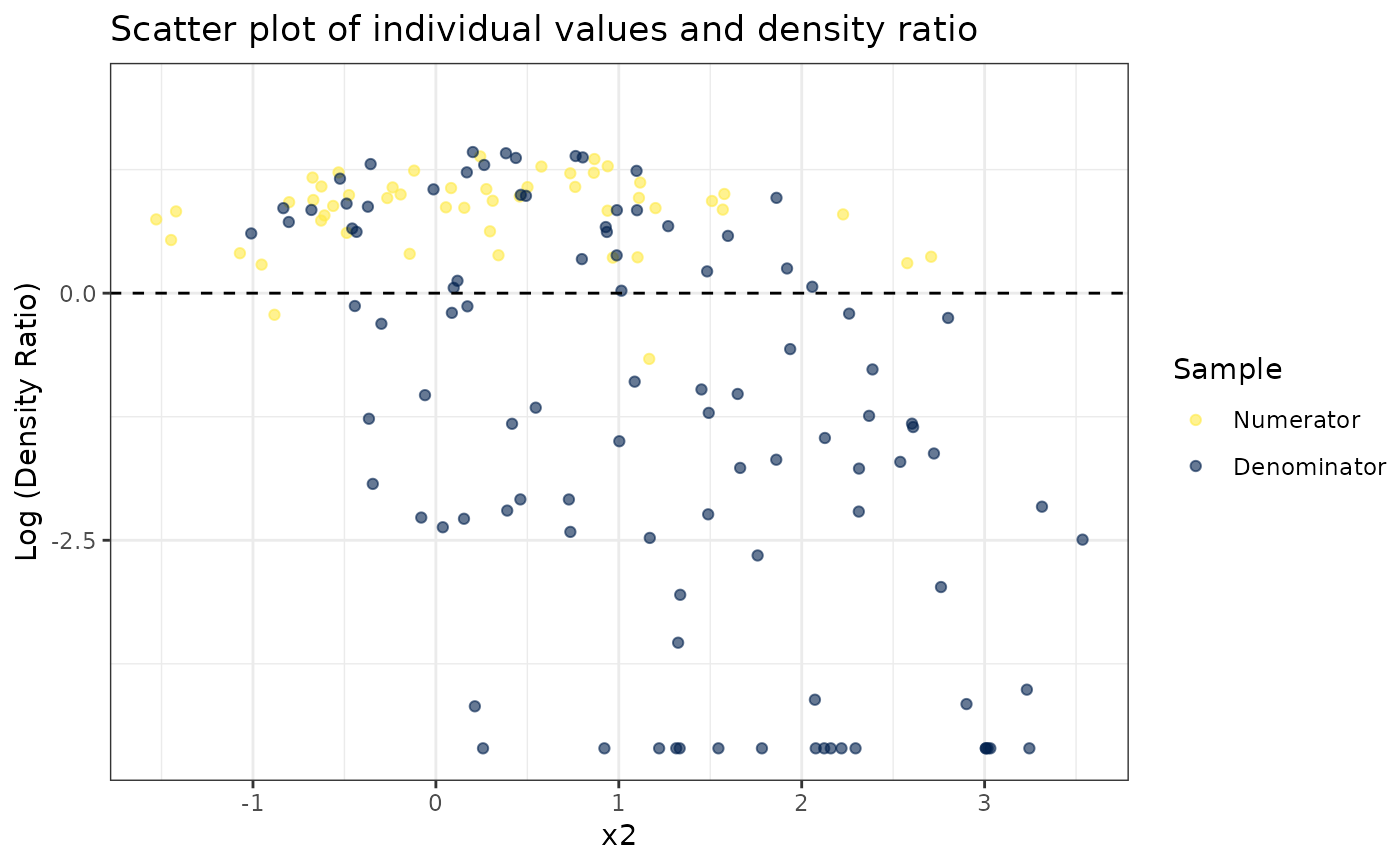 Scatter plot of individual values and density ratio
Log (Density Ratio)
0.0
-2.5
-1
0
1
2
3
x2
Sample
Numerator
Denominator